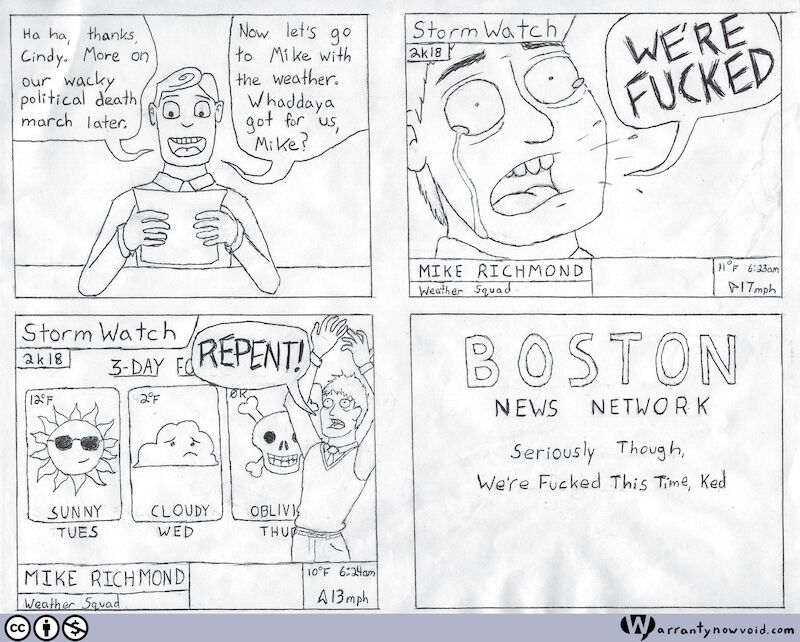 Ha ha, thanks,
Cindy. More on
our wacky
political death
march later.
Now let's go
to Mike with
the weather.
Whaddaya
got for us,
Mike?
Storm Watch
2k18
WE'RE
FUCKED
MIKE RICHMOND
Weather Squad
11°F 6:23am
17mph
Storm Watch
2k18
REPENT!
3-DAY FO
12°F
SUNNY
TUES
-2°F
CLOUDY
WED
0K
OBLIVI
THUR
MIKE RICHMOND
Weather Squad
10°F 6:24am
13mph
BOSTON
NEWS NETWORK
Seriously Though,
We're Fucked This Time, Ked
cc
Warrantynowvoid.com